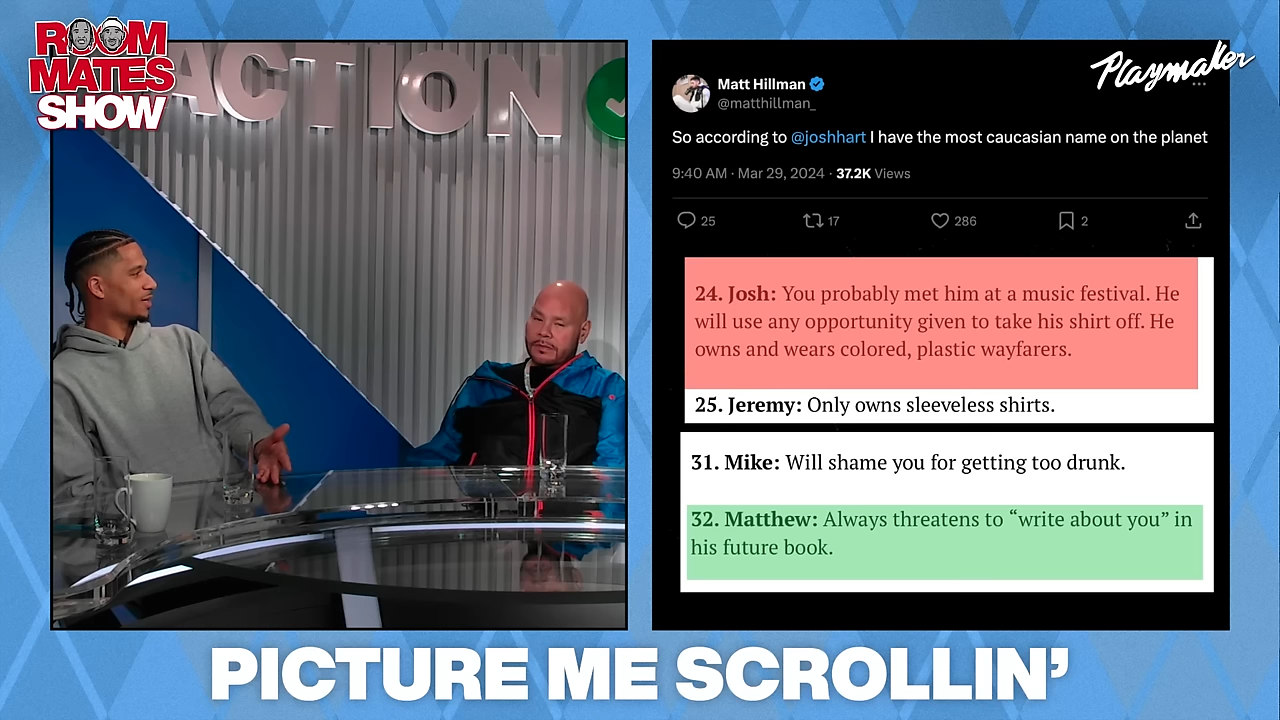 ROOM
MATES
SHOW
ACTION
Playmaker
Matt Hillman
@matthillman_
So according to @joshhart I have the most caucasian name on the planet
9:40 AM · Mar 29, 2024 · 37.2K Views
25 17 286 2
24. Josh: You probably met him at a music festival. He
will use any opportunity given to take his shirt off. He
owns and wears colored, plastic wayfarers.
25. Jeremy: Only owns sleeveless shirts.
31. Mike: Will shame you for getting too drunk.
32. Matthew: Always threatens to “write about you” in
his future book.
PICTURE ME SCROLLIN’